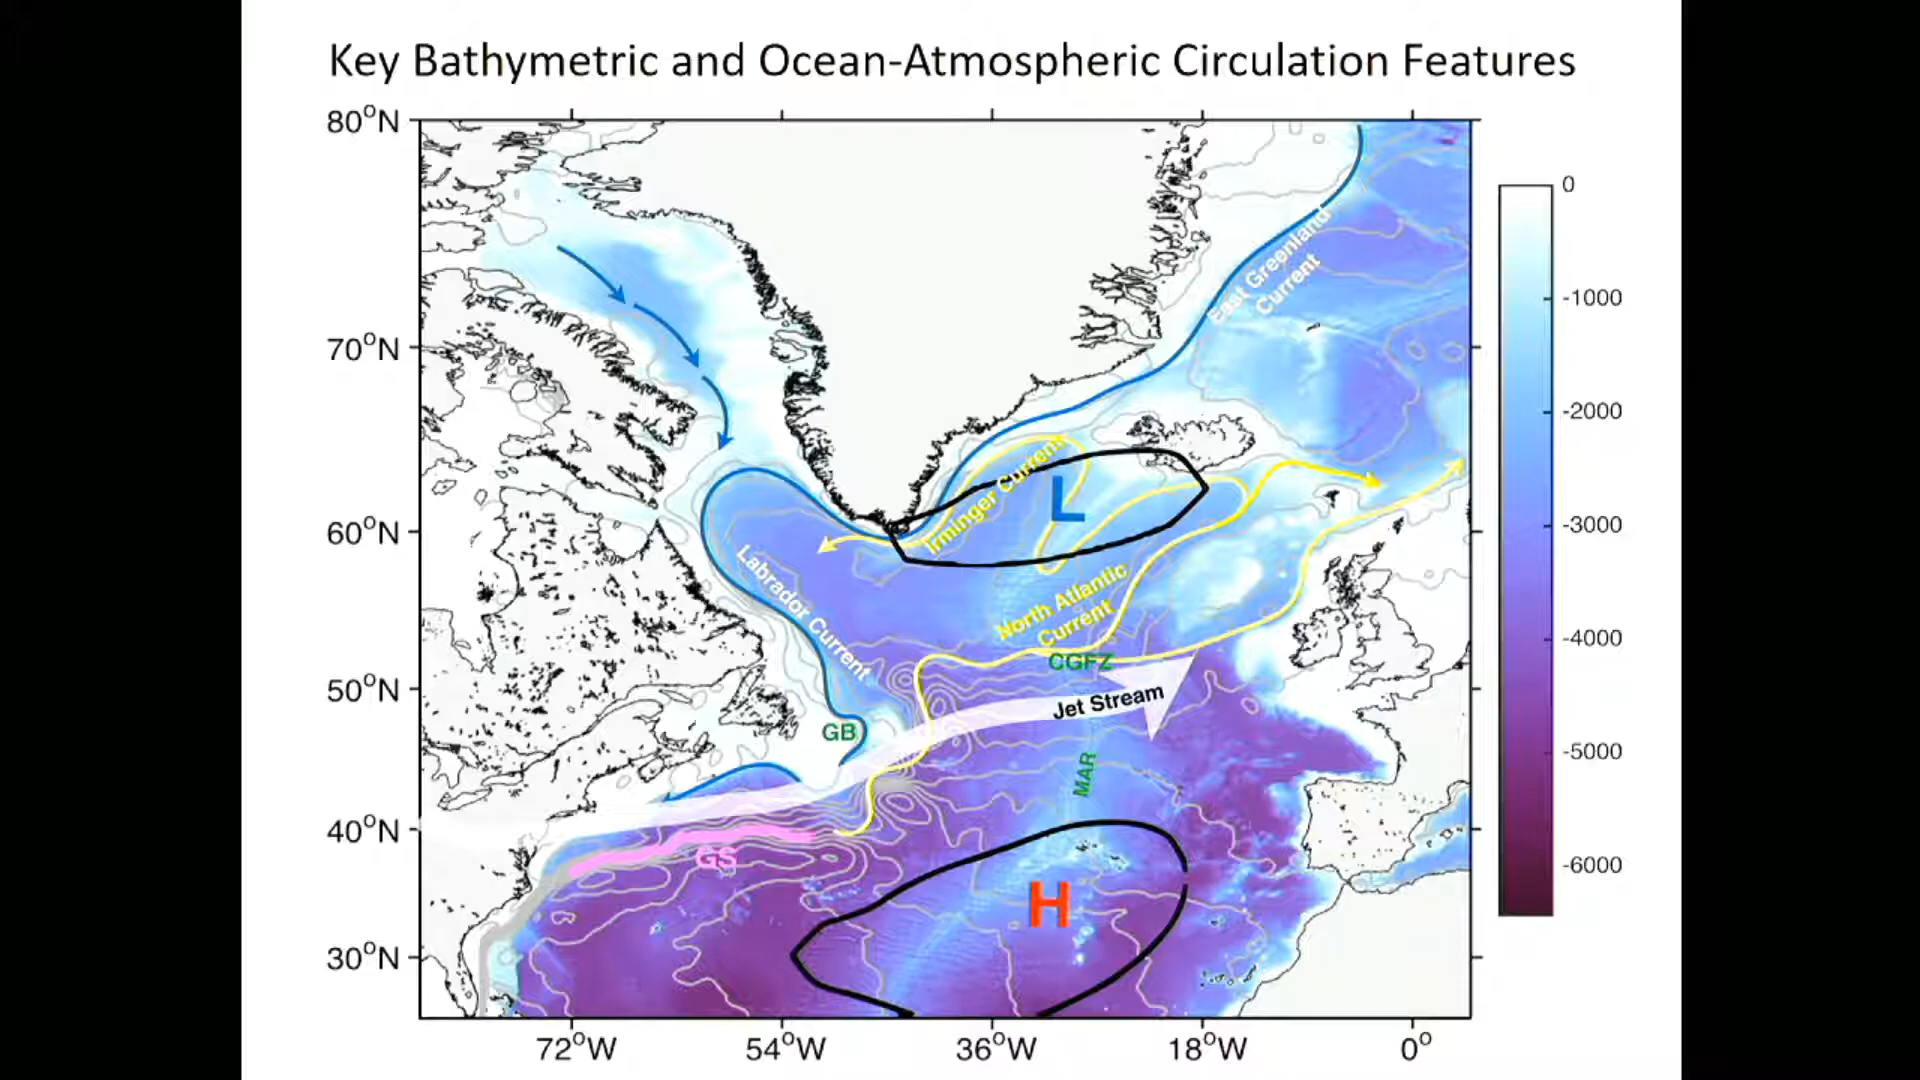 Key Bathymetric and Ocean-Atmospheric Circulation Features
80°N
70°N
60°N
50°N
40°N
30°N
72°W
54°W
36°W
18°W
0°
0
-1000
-2000
-3000
-4000
-5000
-6000
East Greenland
Current
Irminger Current
L
Labrador Current
North Atlantic
Current
CGFZ
Jet Stream
GB
MAR
GS
H